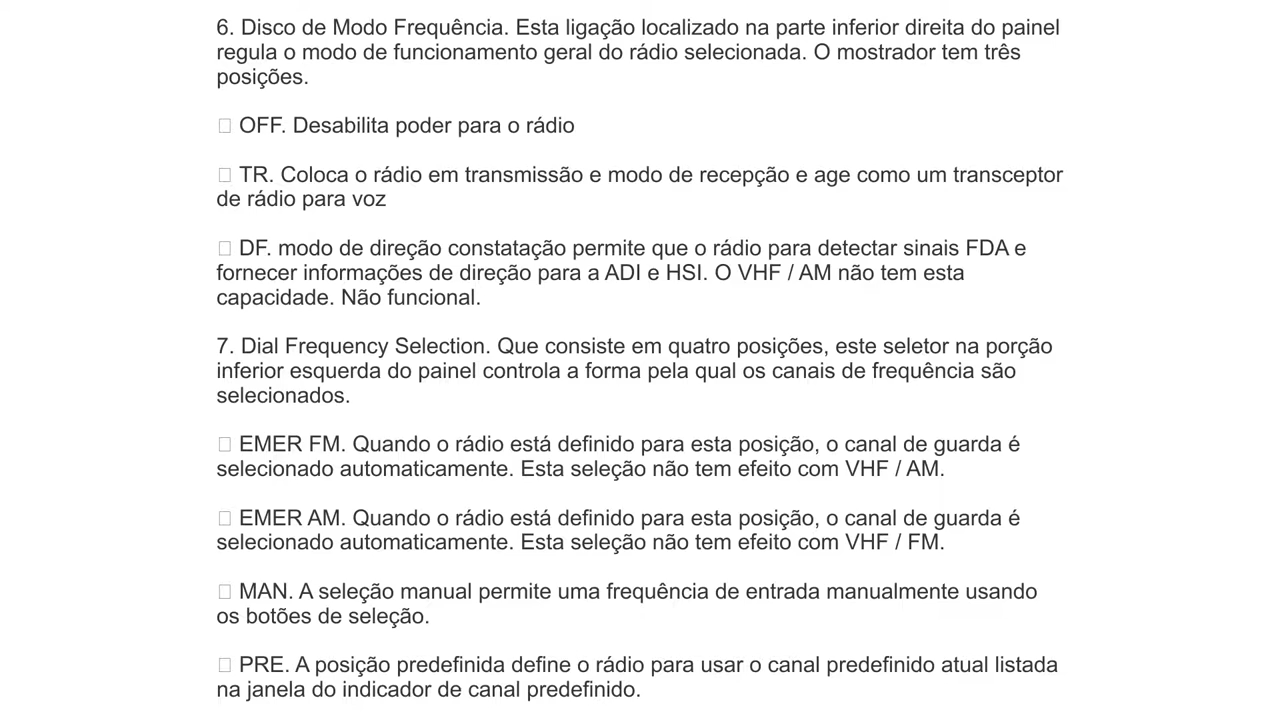 6. Disco de Modo Frequência. Esta ligação localizado na parte inferior direita do painel
regula o modo de funcionamento geral do rádio selecionada. O mostrador tem três
posições.
 OFF. Desabilita poder para o rádio
 TR. Coloca o rádio em transmissão e modo de recepção e age como um transceptor
de rádio para voz
 DF. modo de direção constatação permite que o rádio para detectar sinais FDA e
fornecer informações de direção para a ADI e HSI. O VHF / AM não tem esta
capacidade. Não funcional.
7. Dial Frequency Selection. Que consiste em quatro posições, este seletor na porção
inferior esquerda do painel controla a forma pela qual os canais de frequência são
selecionados.
 EMER FM. Quando o rádio está definido para esta posição, o canal de guarda é
selecionado automaticamente. Esta seleção não tem efeito com VHF / AM.
 EMER AM. Quando o rádio está definido para esta posição, o canal de guarda é
selecionado automaticamente. Esta seleção não tem efeito com VHF / FM.
 MAN. A seleção manual permite uma frequência de entrada manualmente usando
os botões de seleção.
 PRE. A posição predefinida define o rádio para usar o canal predefinido atual listada
na janela do indicador de canal predefinido.